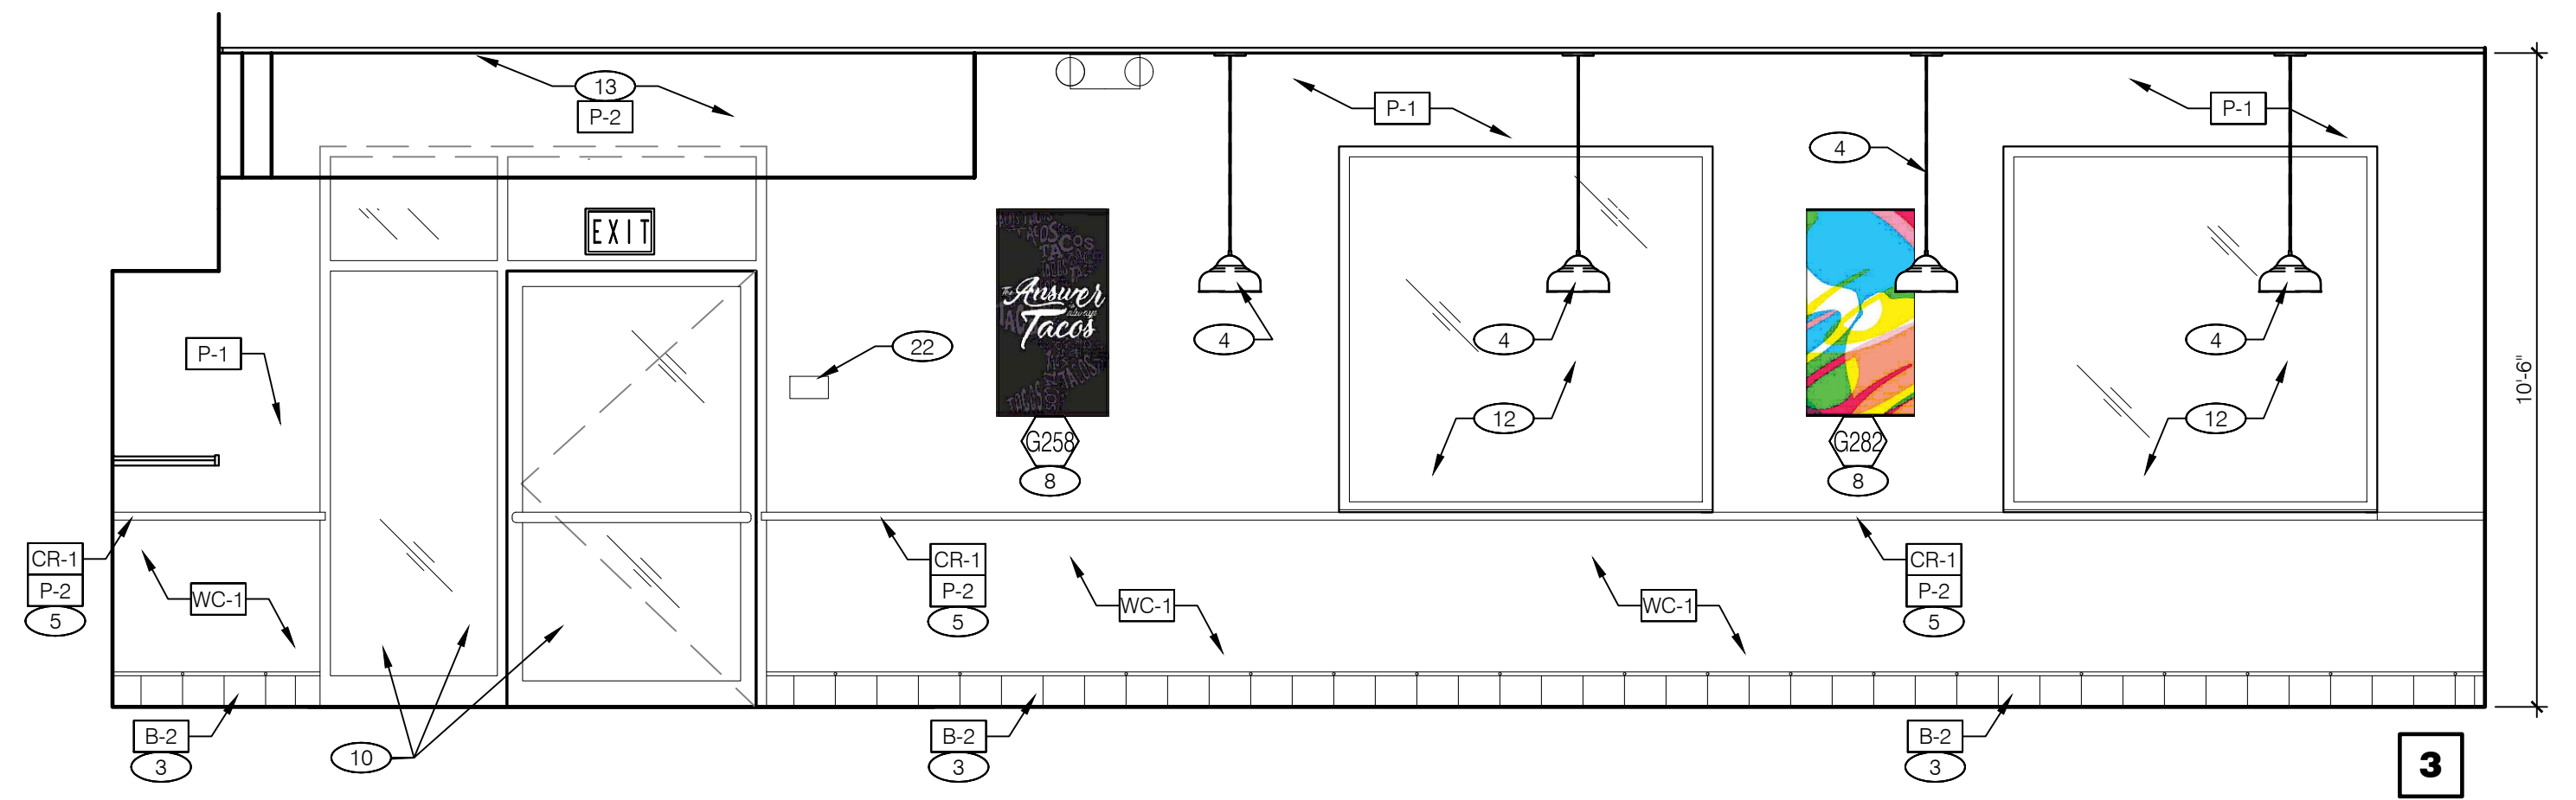 13
P-2
P-1
P-1
4
EXIT
The
Answer
is always
Tacos
P-1
22
4
4
4
12
12
G258
8
G282
8
10'-6"
CR-1
P-2
5
WC-1
CR-1
P-2
5
WC-1
WC-1
CR-1
P-2
5
B-2
3
10
B-2
3
B-2
3
3